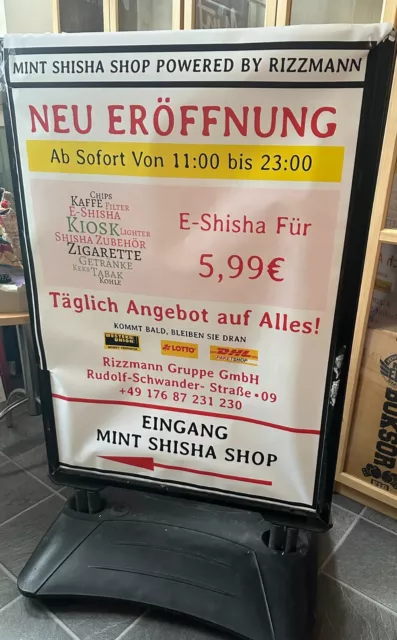 MINT SHISHA SHOP POWERED BY RIZZMANN
NEU ERÖFFNUNG
Ab Sofort Von 11:00 bis 23:00
CHIPS
KAFFE FILTER
E-SHISHA
KIOSK LIGHTER
SHISHA ZUBEHÖR
ZIGARETTE
GETRÄNKE
KEKS TABAK
KOHLE
E-Shisha Für
5,99€
Täglich Angebot auf Alles!
KOMMT BALD, BLEIBEN SIE DRAN
WESTERN UNION
LOTTO
DHL
PAKETSHOP
Rizzmann Gruppe GmbH
Rudolf-Schwander- Straße •09
+49 176 87 231 230
EINGANG
MINT SHISHA SHOP